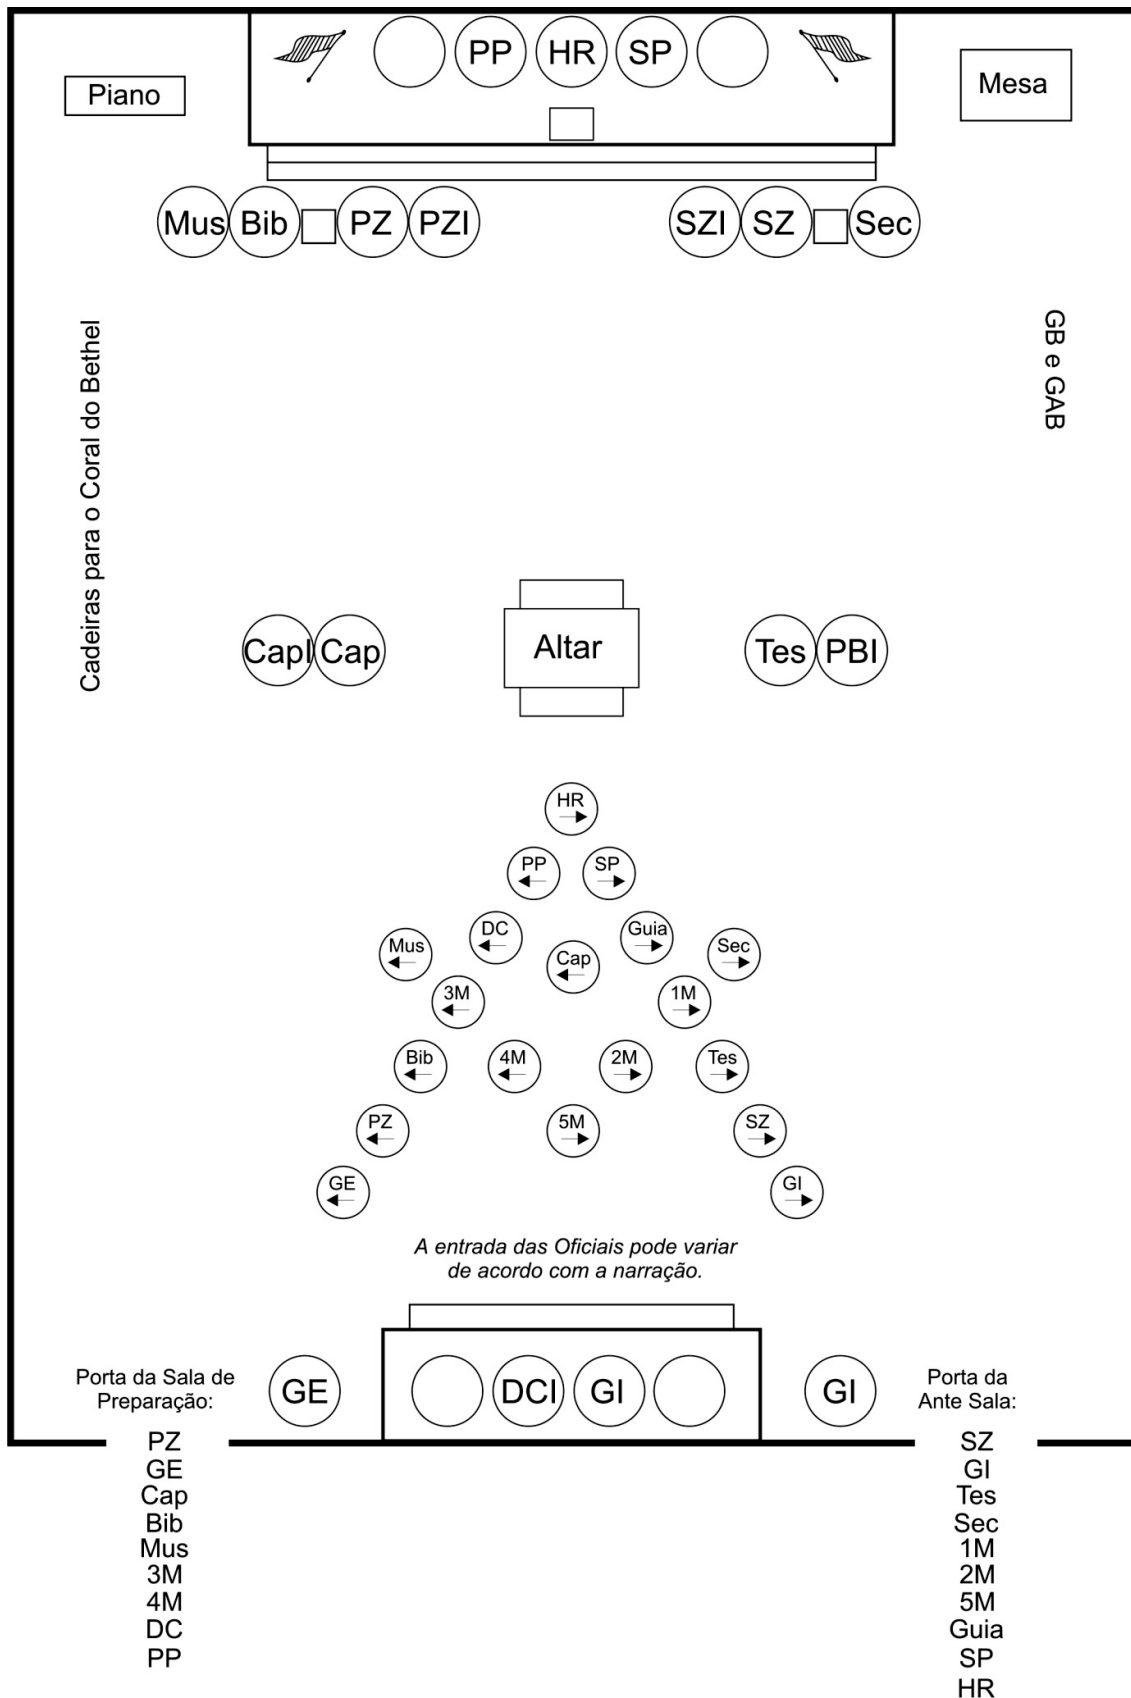 PP HR SP
Piano
Mesa
Mus Bib PZ PZI SZI SZ Sec
Cadeiras para o Coral do Bethel
GB e GAB
CapI Cap Altar Tes PBI
HR
PP SP
DC Guia
Mus Cap Sec
3M 1M
Bib 4M 2M Tes
PZ 5M SZ
GE GI
A entrada das Oficiais pode variar
de acordo com a narração.
Porta da Sala de
Preparação:
GE DCI GI GI
Porta da
Ante Sala:
PZ
GE
Cap
Bib
Mus
3M
4M
DC
PP
SZ
GI
Tes
Sec
1M
2M
5M
Guia
SP
HR